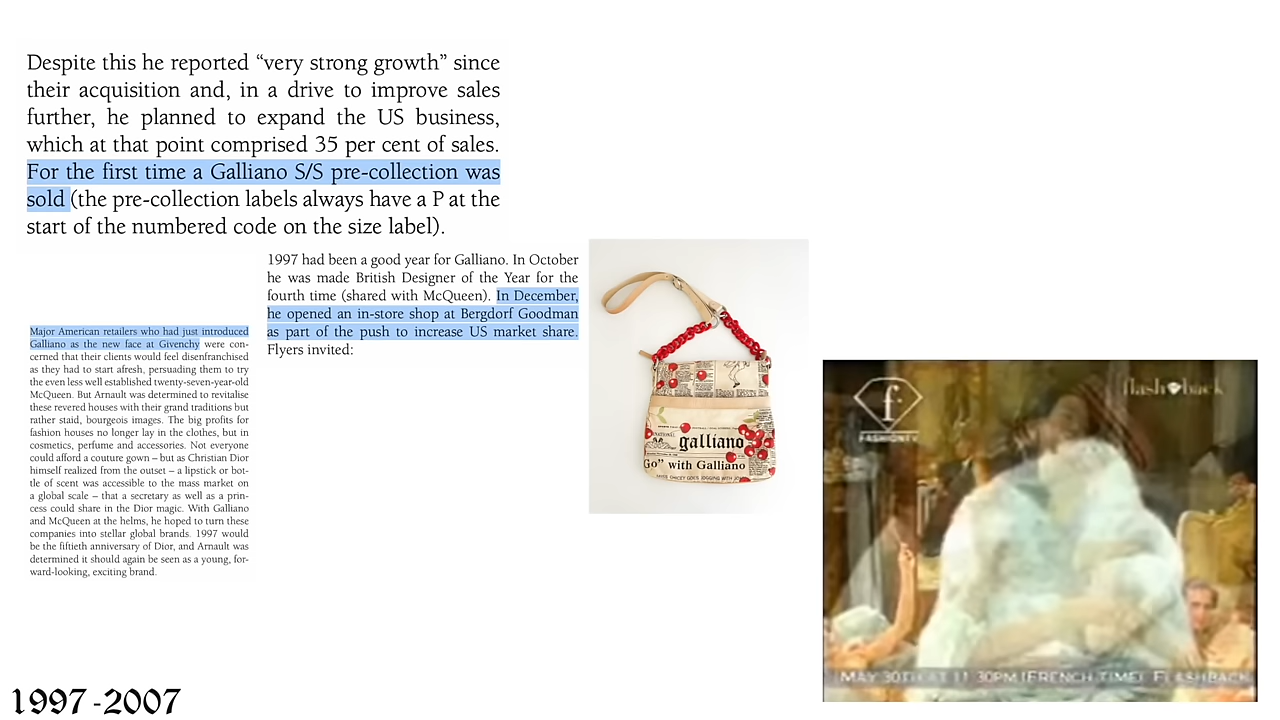 Despite this he reported “very strong growth” since
their acquisition and, in a drive to improve sales
further, he planned to expand the US business,
which at that point comprised 35 per cent of sales.
For the first time a Galliano S/S pre-collection was
sold (the pre-collection labels always have a P at the
start of the numbered code on the size label).
1997 had been a good year for Galliano. In October
he was made British Designer of the Year for the
fourth time (shared with McQueen). In December,
he opened an in-store shop at Bergdorf Goodman
as part of the push to increase US market share.
Flyers invited:
Major American retailers who had just introduced
Galliano as the new face at Givenchy were con-
cerned that their clients would feel disenfranchised
as they had to start afresh, persuading them to try
the even less well established twenty-seven-year-old
McQueen. But Arnault was determined to revitalise
these revered houses with their grand traditions but
rather staid, bourgeois images. The big profits for
fashion houses no longer lay in the clothes, but in
cosmetics, perfume and accessories. Not everyone
could afford a couture gown – but as Christian Dior
himself realized from the outset – a lipstick or bot-
tle of scent was accessible to the mass market on
a global scale – that a secretary as well as a prin-
cess could share in the Dior magic. With Galliano
and McQueen at the helms, he hoped to turn these
companies into stellar global brands. 1997 would
be the fiftieth anniversary of Dior, and Arnault was
determined it should again be seen as a young, for-
ward-looking, exciting brand.
galliano
Go” with Galliano
f
FASHIONTV
flash back
MAY 30TH AT 11 30PM (FRENCH TIME) FLASHBACK
1997-2007